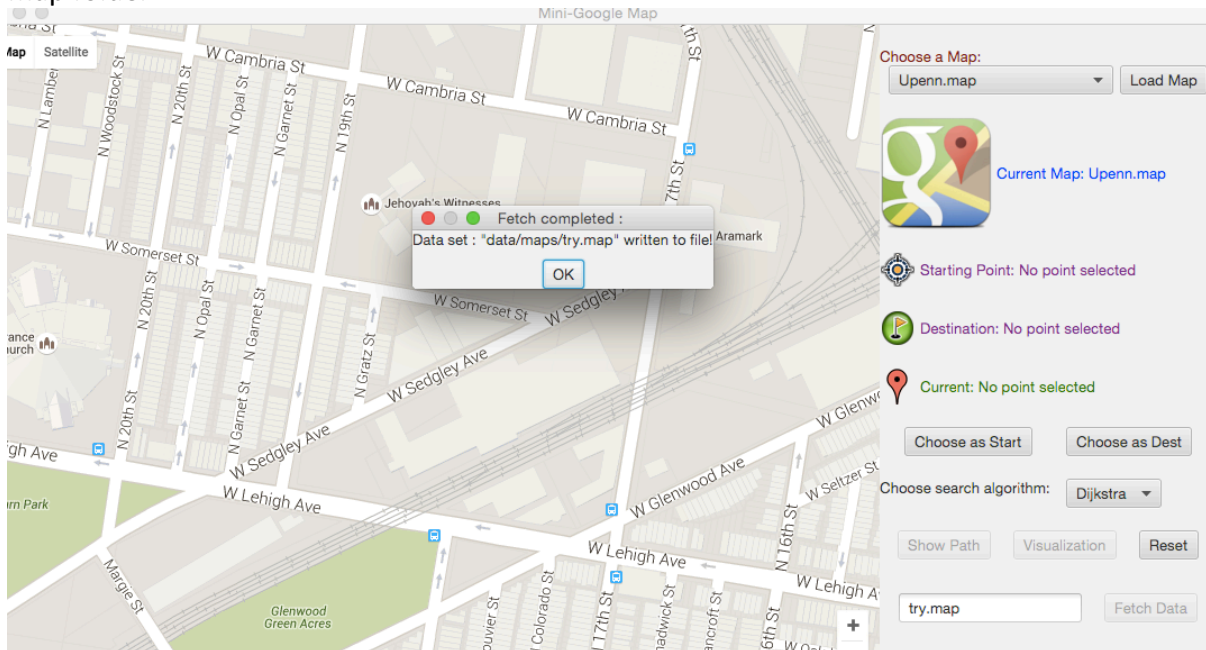 Mini-Google Map
Map Satellite
W Cambria St
W Cambria St
W Cambria St
N Woodstock St
N 20th St
N Opal St
N Garnet St
N 19th St
Jehovah's Witnesses
Aramark
W Somerset St
W Somerset St
N 20th St
N Opal St
N Garnet St
N Gratz St
W Sedgley Ave
W Sedgley Ave
N 20th St
N Garnet St
W Lehigh Ave
W Glenwood Ave
N 16th St
W Seltzer St
W Lehigh Ave
Margie St
Glenwood
Green Acres
N 17th St
Fetch completed :
Data set : "data/maps/try.map" written to file!
OK
Choose a Map:
Upenn.map Load Map
Current Map: Upenn.map
Starting Point: No point selected
Destination: No point selected
Current: No point selected
Choose as Start Choose as Dest
Choose search algorithm: Dijkstra
Show Path Visualization Reset
try.map Fetch Data
+